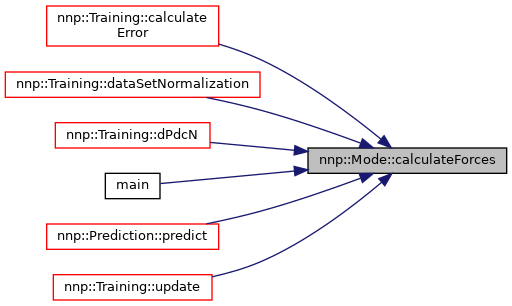 nnp::Training::calculate
Error
nnp::Training::dataSetNormalization
nnp::Training::dPdcN
nnp::Mode::calculateForces
main
nnp::Prediction::predict
nnp::Training::update